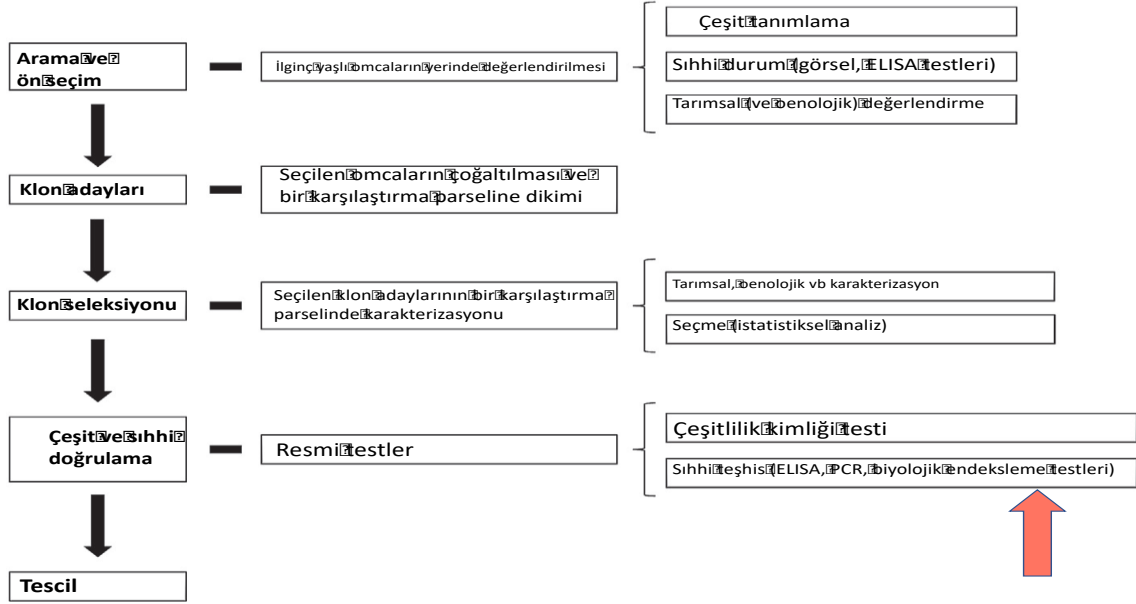 Arama ve
ön seçim
İlginç yaşlı omcaların yerinde değerlendirilmesi
Çeşit tanımlama
Sıhhi durum (görsel, ELISA testleri)
Tarımsal (ve benolojik) değerlendirme
Klon adayları
Seçilen omcaların çoğaltılması ve
bir karşılaştırma parseline dikimi
Klon seleksiyonu
Seçilen klon adaylarının bir karşılaştırma
parselinde karakterizasyonu
Tarımsal, benolojik vb karakterizasyon
Seçme (istatistiksel analiz)
Çeşit ve sıhhi
doğrulama
Resmi testler
Çeşitlilik kimliği testi
Sıhhi teşhis (ELISA, PCR, biyolojik endeksleme testleri)
Tescil